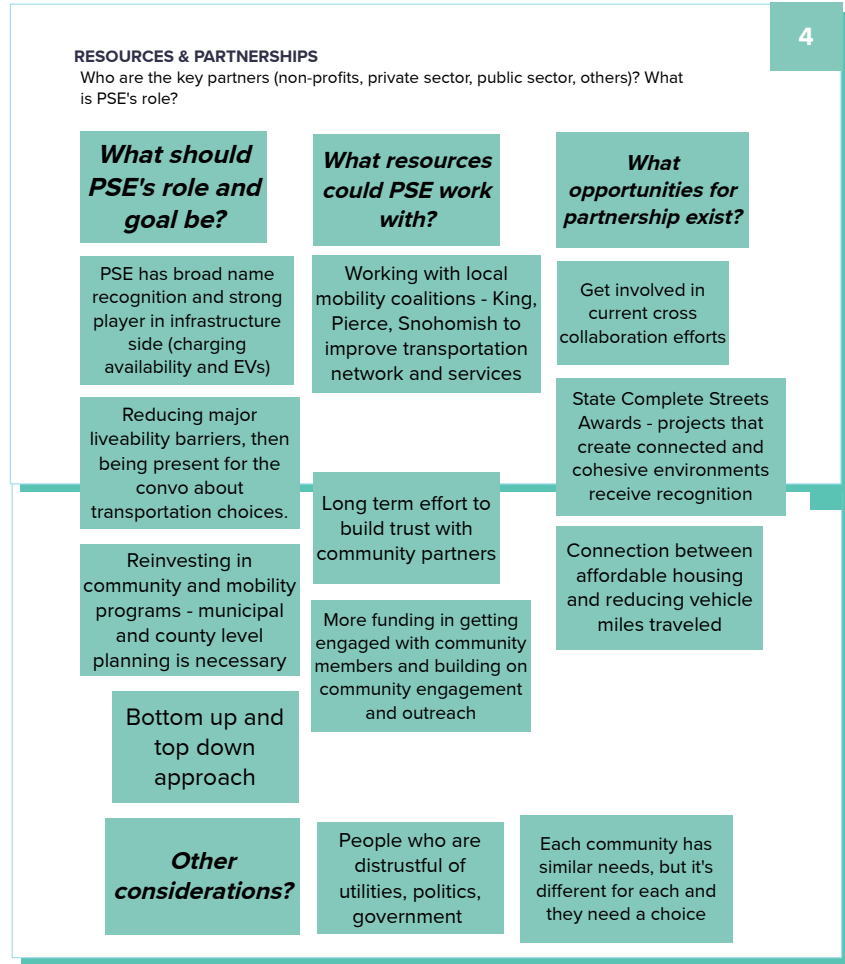 4
RESOURCES & PARTNERSHIPS
Who are the key partners (non-profits, private sector, public sector, others)? What
is PSE's role?
What should
PSE's role and
goal be?
PSE has broad name
recognition and strong
player in infrastructure
side (charging
availability and EVs)
Reducing major
liveability barriers, then
being present for the
convo about
transportation choices.
Reinvesting in
community and mobility
programs - municipal
and county level
planning is necessary
Bottom up and
top down
approach
What resources
could PSE work
with?
Working with local
mobility coalitions - King,
Pierce, Snohomish to
improve transportation
network and services
Long term effort to
build trust with
community partners
More funding in getting
engaged with community
members and building on
community engagement
and outreach
What
opportunities for
partnership exist?
Get involved in
current cross
collaboration efforts
State Complete Streets
Awards - projects that
create connected and
cohesive environments
receive recognition
Connection between
affordable housing
and reducing vehicle
miles traveled
Other
considerations?
People who are
distrustful of
utilities, politics,
government
Each community has
similar needs, but it's
different for each and
they need a choice